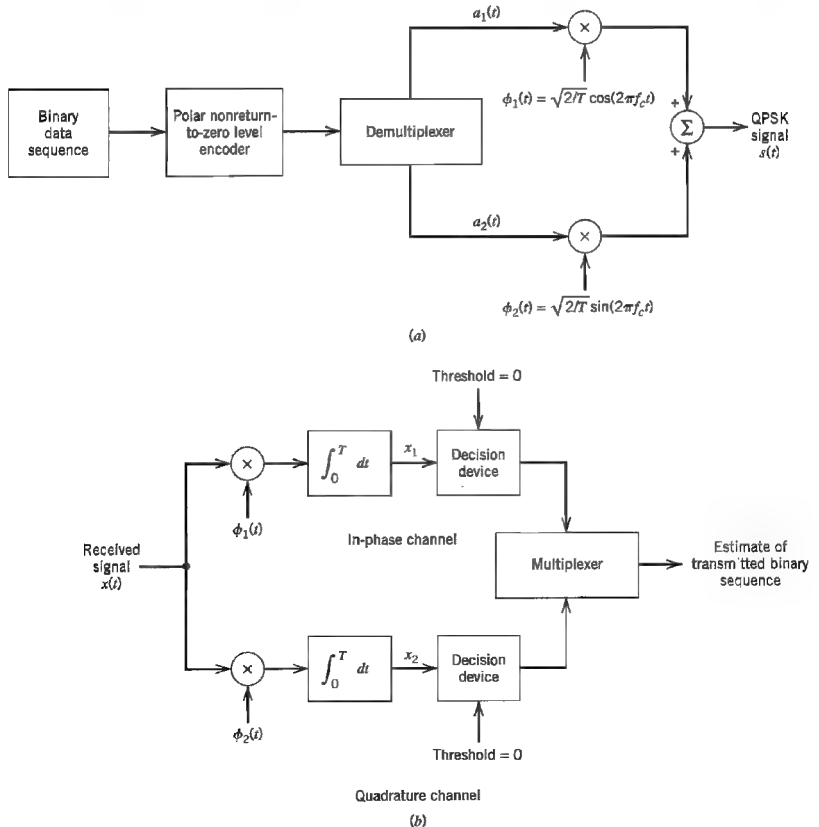 a₁(t)
ϕ₁(t) = √2/T cos(2πf꜀t)
Binary
data
sequence
Polar nonreturn-
to-zero level
encoder
Demultiplexer
+
Σ
+
QPSK
signal
s(t)
a₂(t)
ϕ₂(t) = √2/T sin(2πf꜀t)
(a)
Threshold = 0
∫₀ᵀ dt
x₁
Decision
device
ϕ₁(t)
In-phase channel
Received
signal
x(t)
Multiplexer
Estimate of
transm tted binary
sequence
∫₀ᵀ dt
x₂
Decision
device
ϕ₂(t)
Threshold = 0
Quadrature channel
(b)